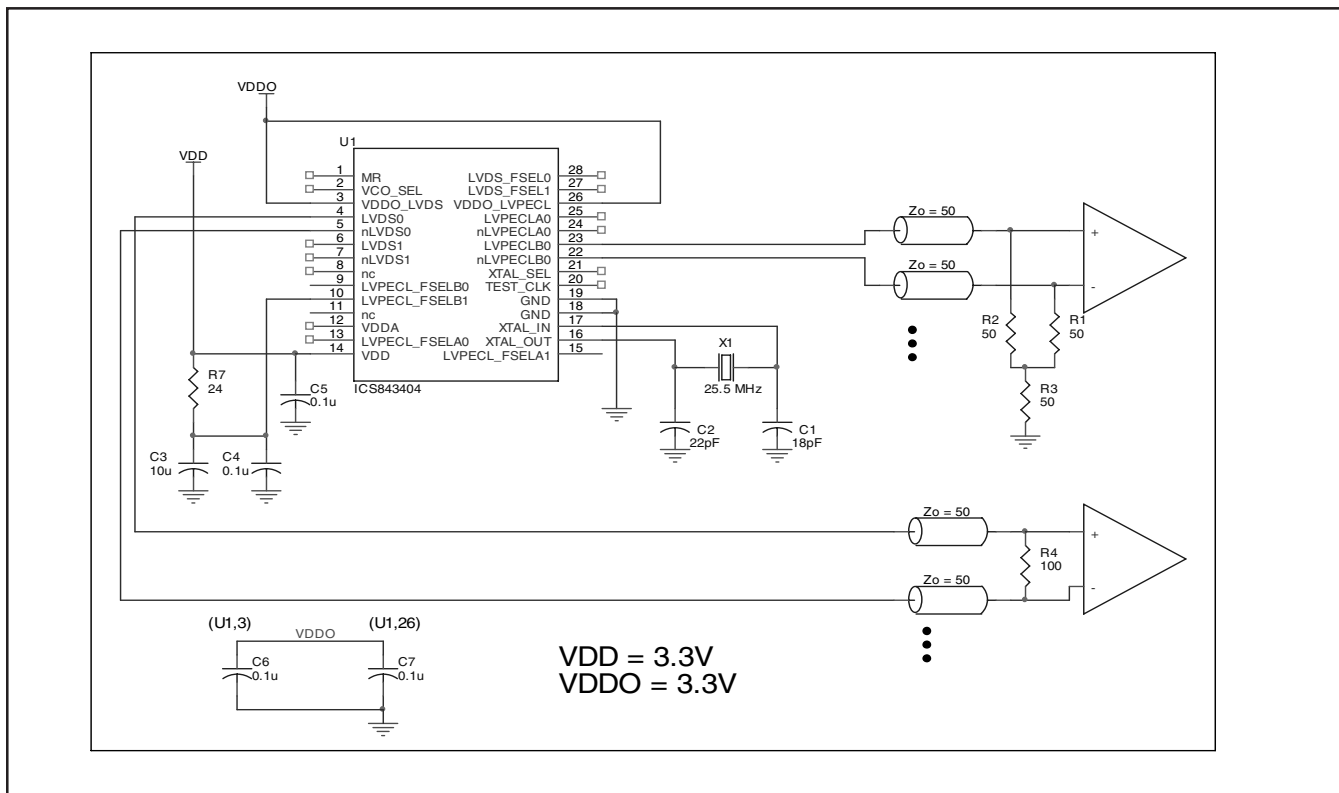 VDDO
VDD
U1
1 MR
2 VCO_SEL
3 VDDO_LVDS
4 LVDS0
5 nLVDS0
6 LVDS1
7 nLVDS1
8 nc
9 LVPECL_FSELB0
10 LVPECL_FSELB1
11 nc
12 VDDA
13 LVPECL_FSELA0
14 VDD
LVDS_FSEL0 28
LVDS_FSEL1 27
VDDO_LVPECL 26
LVPECLA0 25
nLVPECLA0 24
LVPECLB0 23
nLVPECLB0 22
XTAL_SEL 21
TEST_CLK 20
GND 19
GND 18
XTAL_IN 17
XTAL_OUT 16
LVPECL_FSELA1 15
ICS843404
R7
24
C5
0.1u
C3
10u
C4
0.1u
X1
25.5 MHz
C2
22pF
C1
18pF
Zo = 50
Zo = 50
+
-
R2
50
R1
50
R3
50
Zo = 50
Zo = 50
R4
100
+
-
(U1,3)
VDDO
(U1,26)
C6
0.1u
C7
0.1u
VDD = 3.3V
VDDO = 3.3V